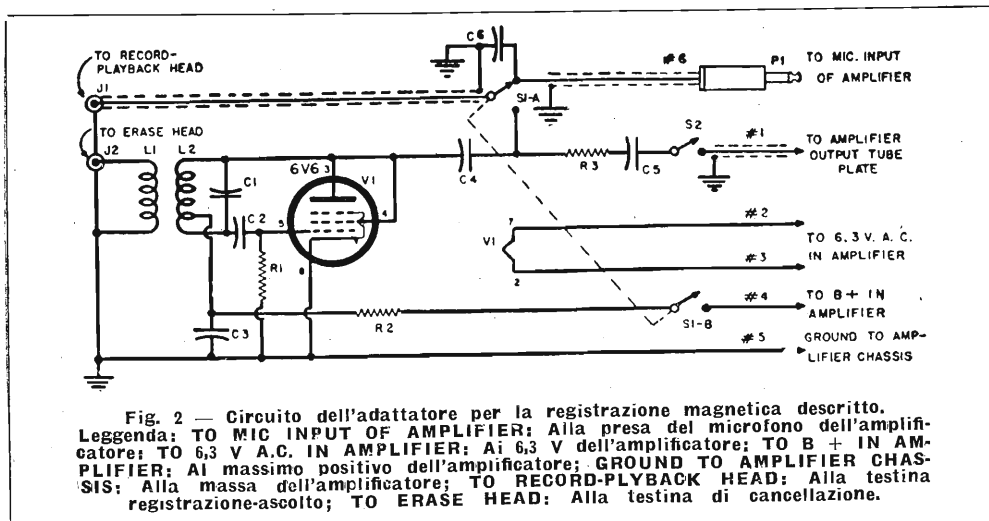 TO RECORD-
PLAYBACK HEAD
J1
C6
#6
P1
TO MIC. INPUT
OF AMPLIFIER
S1-A
TO ERASE HEAD
J2
L1
L2
S2
#1
TO AMPLIFIER
OUTPUT TUBE
PLATE
6V6
3
V1
C4
R3
C5
C1
C2
5
4
8
R1
7
V1
2
#2
#3
TO 6.3 V. A. C.
IN AMPLIFIER
C3
R2
S1-B
#4
TO B+ IN
AMPLIFIER
#5
GROUND TO AMP-
LIFIER CHASSIS
Fig. 2 — Circuito dell'adattatore per la registrazione magnetica descritto.
Leggenda: TO MIC INPUT OF AMPLIFIER: Alla presa del microfono dell'amplifi-
catore: TO 6,3 V A.C. IN AMPLIFIER: Ai 6,3 V dell'amplificatore; TO B + IN AM-
PLIFIER: Al massimo positivo dell'amplificatore; GROUND TO AMPLIFIER CHAS-
SIS: Alla massa dell'amplificatore; TO RECORD-PLYBACK HEAD: Alla testina
registrazione-ascolto; TO ERASE HEAD: Alla testina di cancellazione.